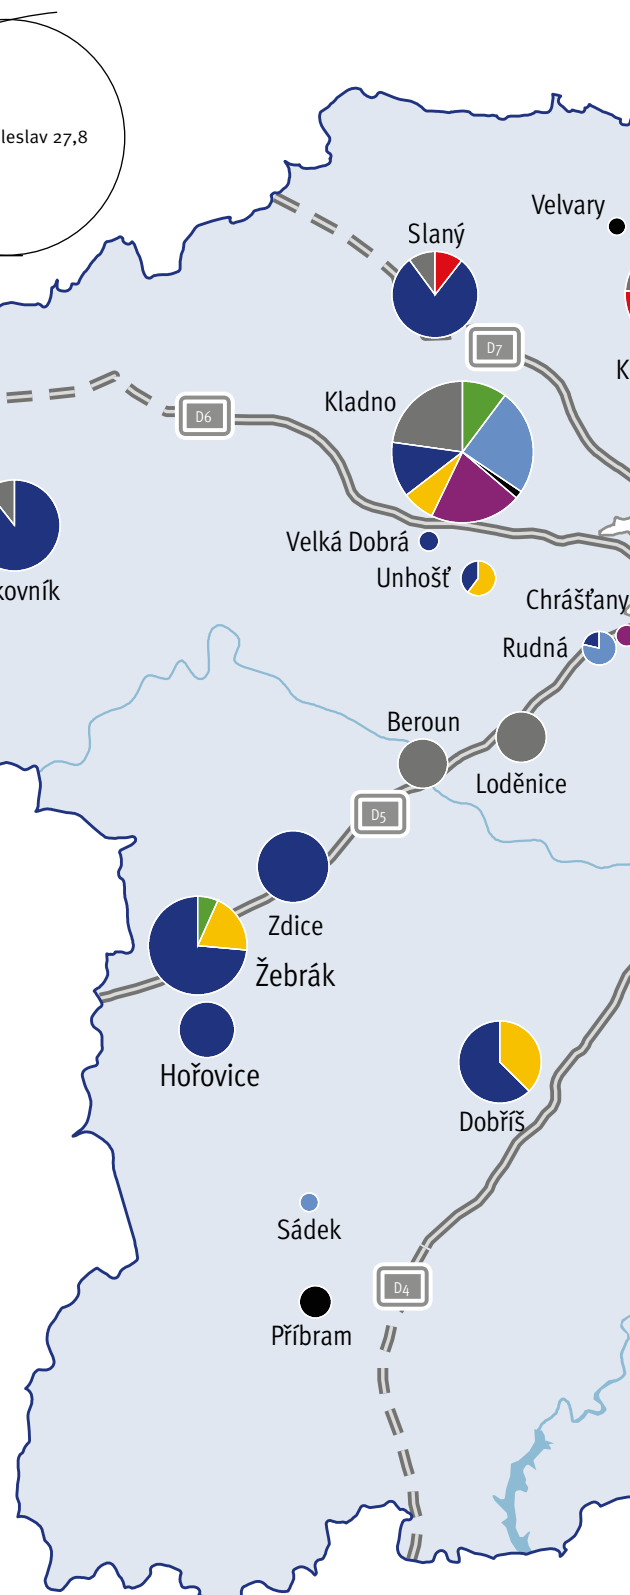 leslav 27,8
Velvary
Slaný
D7
K
Kladno
D6
Velká Dobrá
Unhošť
kovník
Chrášťany
Rudná
Beroun
Loděnice
D5
Zdice
Žebrák
Hořovice
Dobříš
Sádek
D4
Příbram